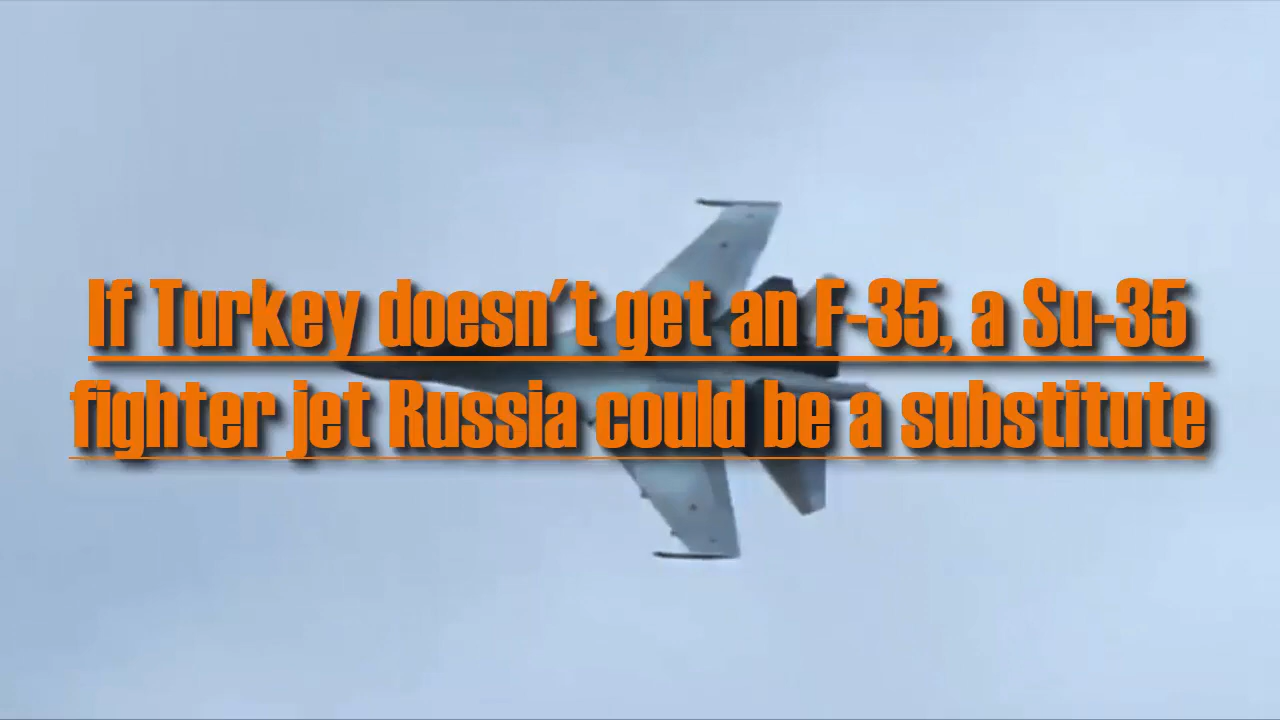 If Turkey doesn't get an F-35, a Su-35
fighter jet Russia could be a substitute